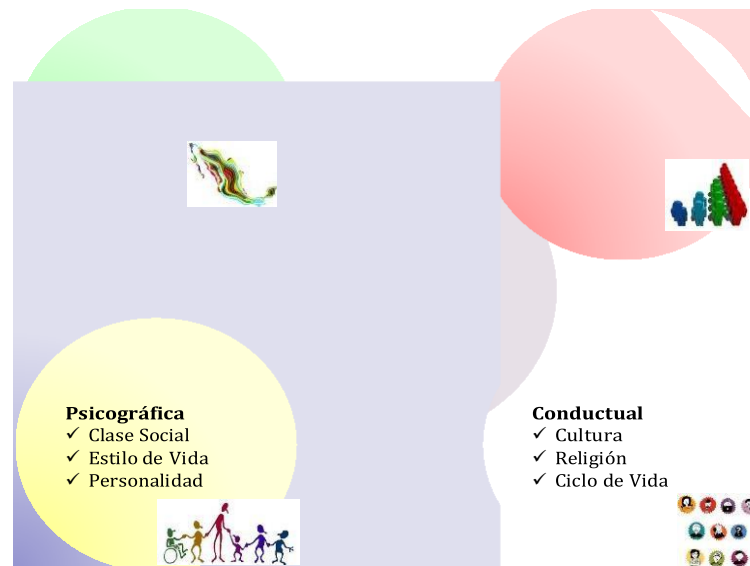 Psicográfica
✓ Clase Social
✓ Estilo de Vida
✓ Personalidad
Conductual
✓ Cultura
✓ Religión
✓ Ciclo de Vida